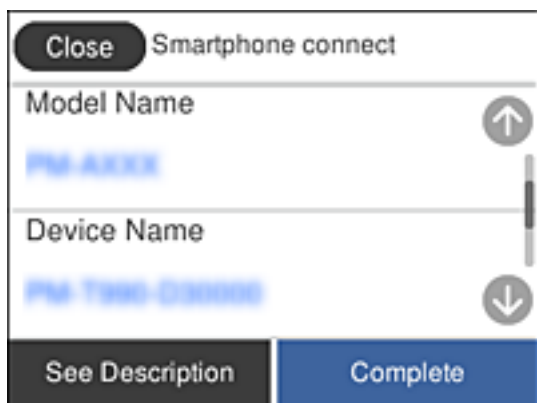 Close Smartphone connect
Model Name
PM-AXXX
Device Name
See Description Complete